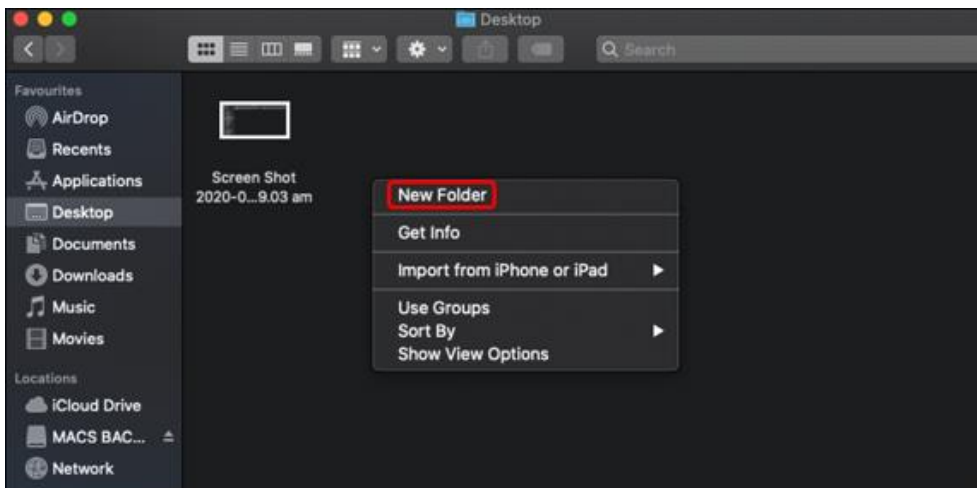 Desktop
Search
Favourites
AirDrop
Recents
Applications
Desktop
Documents
Downloads
Music
Movies
Locations
iCloud Drive
MACS BAC...
Network
Screen Shot
2020-0...9.03 am
New Folder
Get Info
Import from iPhone or iPad
Use Groups
Sort By
Show View Options